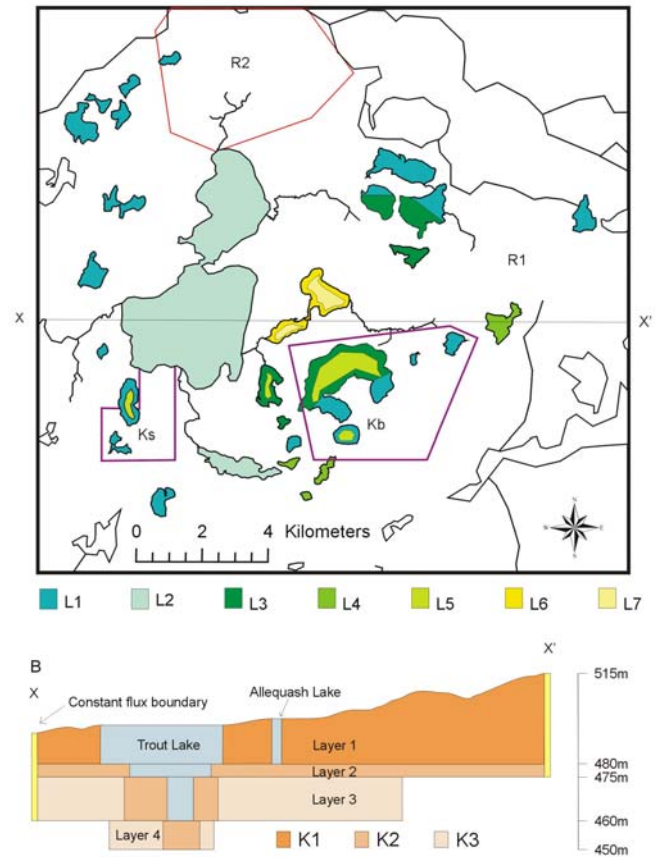 R2
R1
X X'
Ks
Kb
N
W E
S
0 2 4 Kilometers
L1 L2 L3 L4 L5 L6 L7
B
X X'
Constant flux boundary
Allequash Lake
515m
Trout Lake
Layer 1
480m
Layer 2
475m
Layer 3
460m
Layer 4
K1 K2 K3
450m